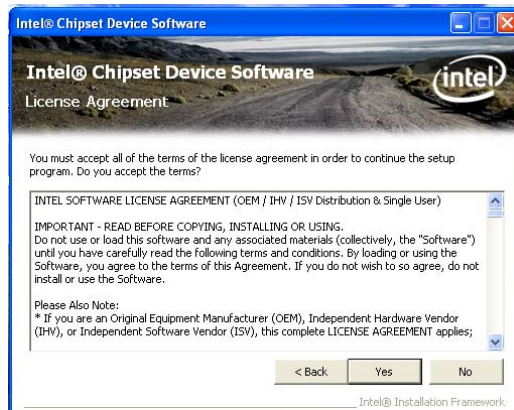 Intel® Chipset Device Software
Intel® Chipset Device Software
License Agreement
intel
You must accept all of the terms of the license agreement in order to continue the setup
program. Do you accept the terms?
INTEL SOFTWARE LICENSE AGREEMENT (OEM / IHV / ISV Distribution & Single User)
IMPORTANT - READ BEFORE COPYING, INSTALLING OR USING.
Do not use or load this software and any associated materials (collectively, the "Software")
until you have carefully read the following terms and conditions. By loading or using the
Software, you agree to the terms of this Agreement. If you do not wish to so agree, do not
install or use the Software.
Please Also Note:
* If you are an Original Equipment Manufacturer (OEM), Independent Hardware Vendor
(IHV), or Independent Software Vendor (ISV), this complete LICENSE AGREEMENT applies;
< Back
Yes
No
Intel® Installation Framework